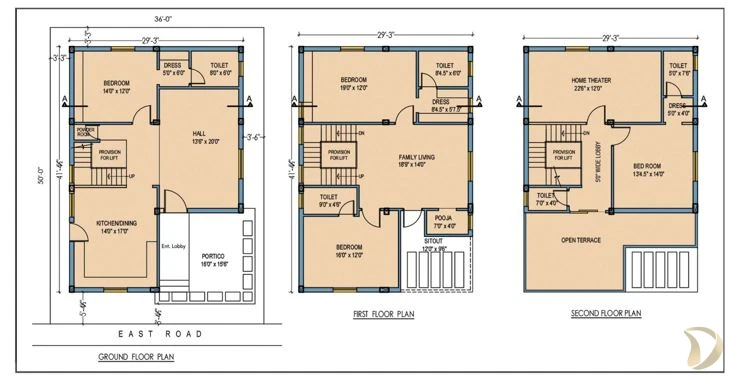 36'-0"
29'-3"
BEDROOM
14'0" x 12'0"
DRESS
5'0" x 6'0"
TOILET
8'0" x 6'0"
A
A
POWDER
ROOM
PROVISION
FOR LIFT
UP
HALL
13'6" x 20'0"
3'-6"
50'-0"
KITCHEN/DINING
14'0" x 17'0"
Ent. Lobby
PORTICO
16'0" x 15'6"
EAST ROAD
GROUND FLOOR PLAN
29'-3"
BEDROOM
19'0" x 12'0"
TOILET
8'4.5" x 6'0"
DRESS
A
A
DN
PROVISION
FOR LIFT
UP
FAMILY LIVING
18'9" x 14'0"
TOILET
9'0" x 4'6"
POOJA
7'0" x 4'0"
BEDROOM
16'0" x 12'0"
SITOUT
12'0" x 9'6"
FIRST FLOOR PLAN
29'-3"
HOME THEATER
22'6" x 12'0"
TOILET
5'0" x 7'6"
DRESS
5'0" x 4'0"
A
A
DN
PROVISION
FOR LIFT
5'0" WIDE LOBBY
BED ROOM
13'4.5" x 14'0"
TOILET
7'0" x 4'0"
OPEN TERRACE
SECOND FLOOR PLAN